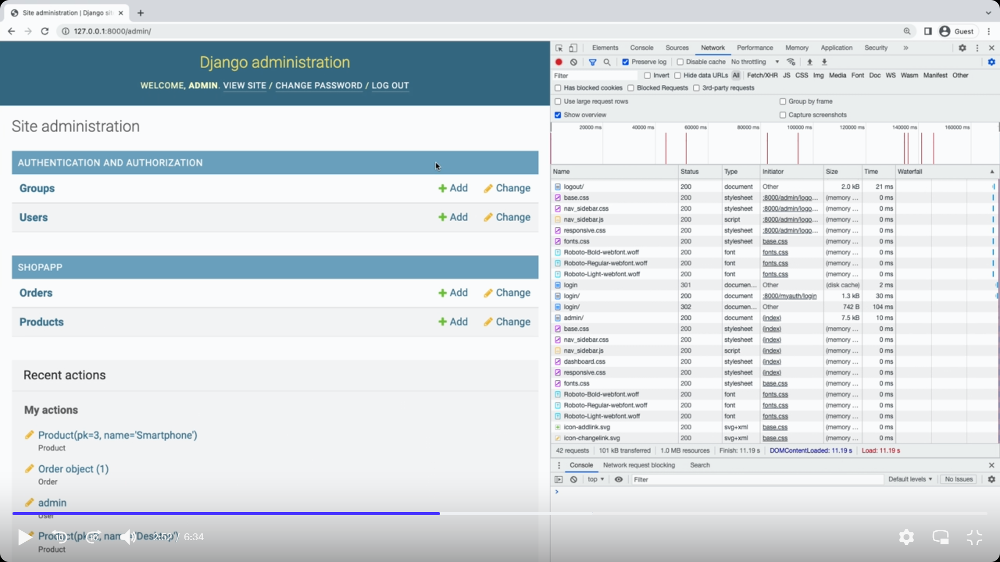 Site administration | Django sit
127.0.0.1:8000/admin/
Guest
Django administration
WELCOME, ADMIN. VIEW SITE / CHANGE PASSWORD / LOG OUT
Site administration
AUTHENTICATION AND AUTHORIZATION
Groups Add Change
Users Add Change
SHOPAPP
Orders Add Change
Products Add Change
Recent actions
My actions
Product(pk=3, name='Smartphone')
Product
Order object (1)
Order
admin
User
2:52 / 6:34
Product
Elements Console Sources Network Performance Memory Application Security
Preserve log Disable cache No throttling
Filter Invert Hide data URLs All Fetch/XHR JS CSS Img Media Font Doc WS Wasm Manifest Other
Has blocked cookies Blocked Requests 3rd-party requests
Use large request rows Group by frame
Show overview Capture screenshots
20000 ms 40000 ms 60000 ms 80000 ms 100000 ms 120000 ms 140000 ms 160000 ms
Name Status Type Initiator Size Time Waterfall
logout/ 200 document Other 2.0 kB 21 ms
base.css 200 stylesheet :8000/admin/logo... (memory ... 0 ms
nav_sidebar.css 200 stylesheet :8000/admin/logo... (memory ... 0 ms
nav_sidebar.js 200 script :8000/admin/logo... (memory ... 0 ms
responsive.css 200 stylesheet :8000/admin/logo... (memory ... 0 ms
fonts.css 200 stylesheet base.css (memory ... 0 ms
Roboto-Bold-webfont.woff 200 font fonts.css (memory ... 0 ms
Roboto-Regular-webfont.woff 200 font fonts.css (memory ... 0 ms
Roboto-Light-webfont.woff 200 font fonts.css (memory ... 0 ms
login 301 documen... Other (disk cache) 2 ms
login/ 200 document :8000/myauth/login 1.3 kB 30 ms
login/ 302 documen... Other 742 B 104 ms
admin/ 200 document (index) 7.5 kB 10 ms
base.css 200 stylesheet (index) (memory ... 0 ms
nav_sidebar.css 200 stylesheet (index) (memory ... 0 ms
nav_sidebar.js 200 script (index) (memory ... 0 ms
dashboard.css 200 stylesheet (index) (memory ... 0 ms
responsive.css 200 stylesheet (index) (memory ... 0 ms
fonts.css 200 stylesheet base.css (memory ... 0 ms
Roboto-Bold-webfont.woff 200 font fonts.css (memory ... 0 ms
Roboto-Regular-webfont.woff 200 font fonts.css (memory ... 0 ms
Roboto-Light-webfont.woff 200 font fonts.css (memory ... 0 ms
icon-addlink.svg 200 svg+xml base.css (memory ... 0 ms
icon-changelink.svg 200 svg+xml base.css (memory ... 0 ms
42 requests 101 kB transferred 1.0 MB resources Finish: 11.19 s DOMContentLoaded: 11.19 s Load: 11.19 s
Console Network request blocking Search
top Filter Default levels No Issues